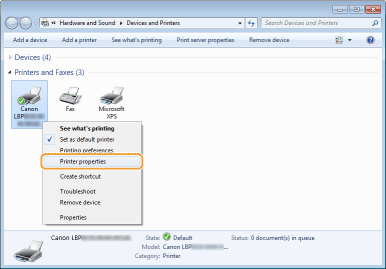 Hardware and Sound ▸ Devices and Printers
Search Devices and Printers
Add a device Add a printer See what's printing Print server properties Remove device
Devices (4)
Printers and Faxes (3)
Canon LBP
Fax
Microsoft XPS
See what's printing
Set as default printer
Printing preferences
Printer properties
Create shortcut
Troubleshoot
Remove device
Properties
Canon LBP State: Default Status: 0 document(s) in queue
Model: Canon LBP
Category: Printer